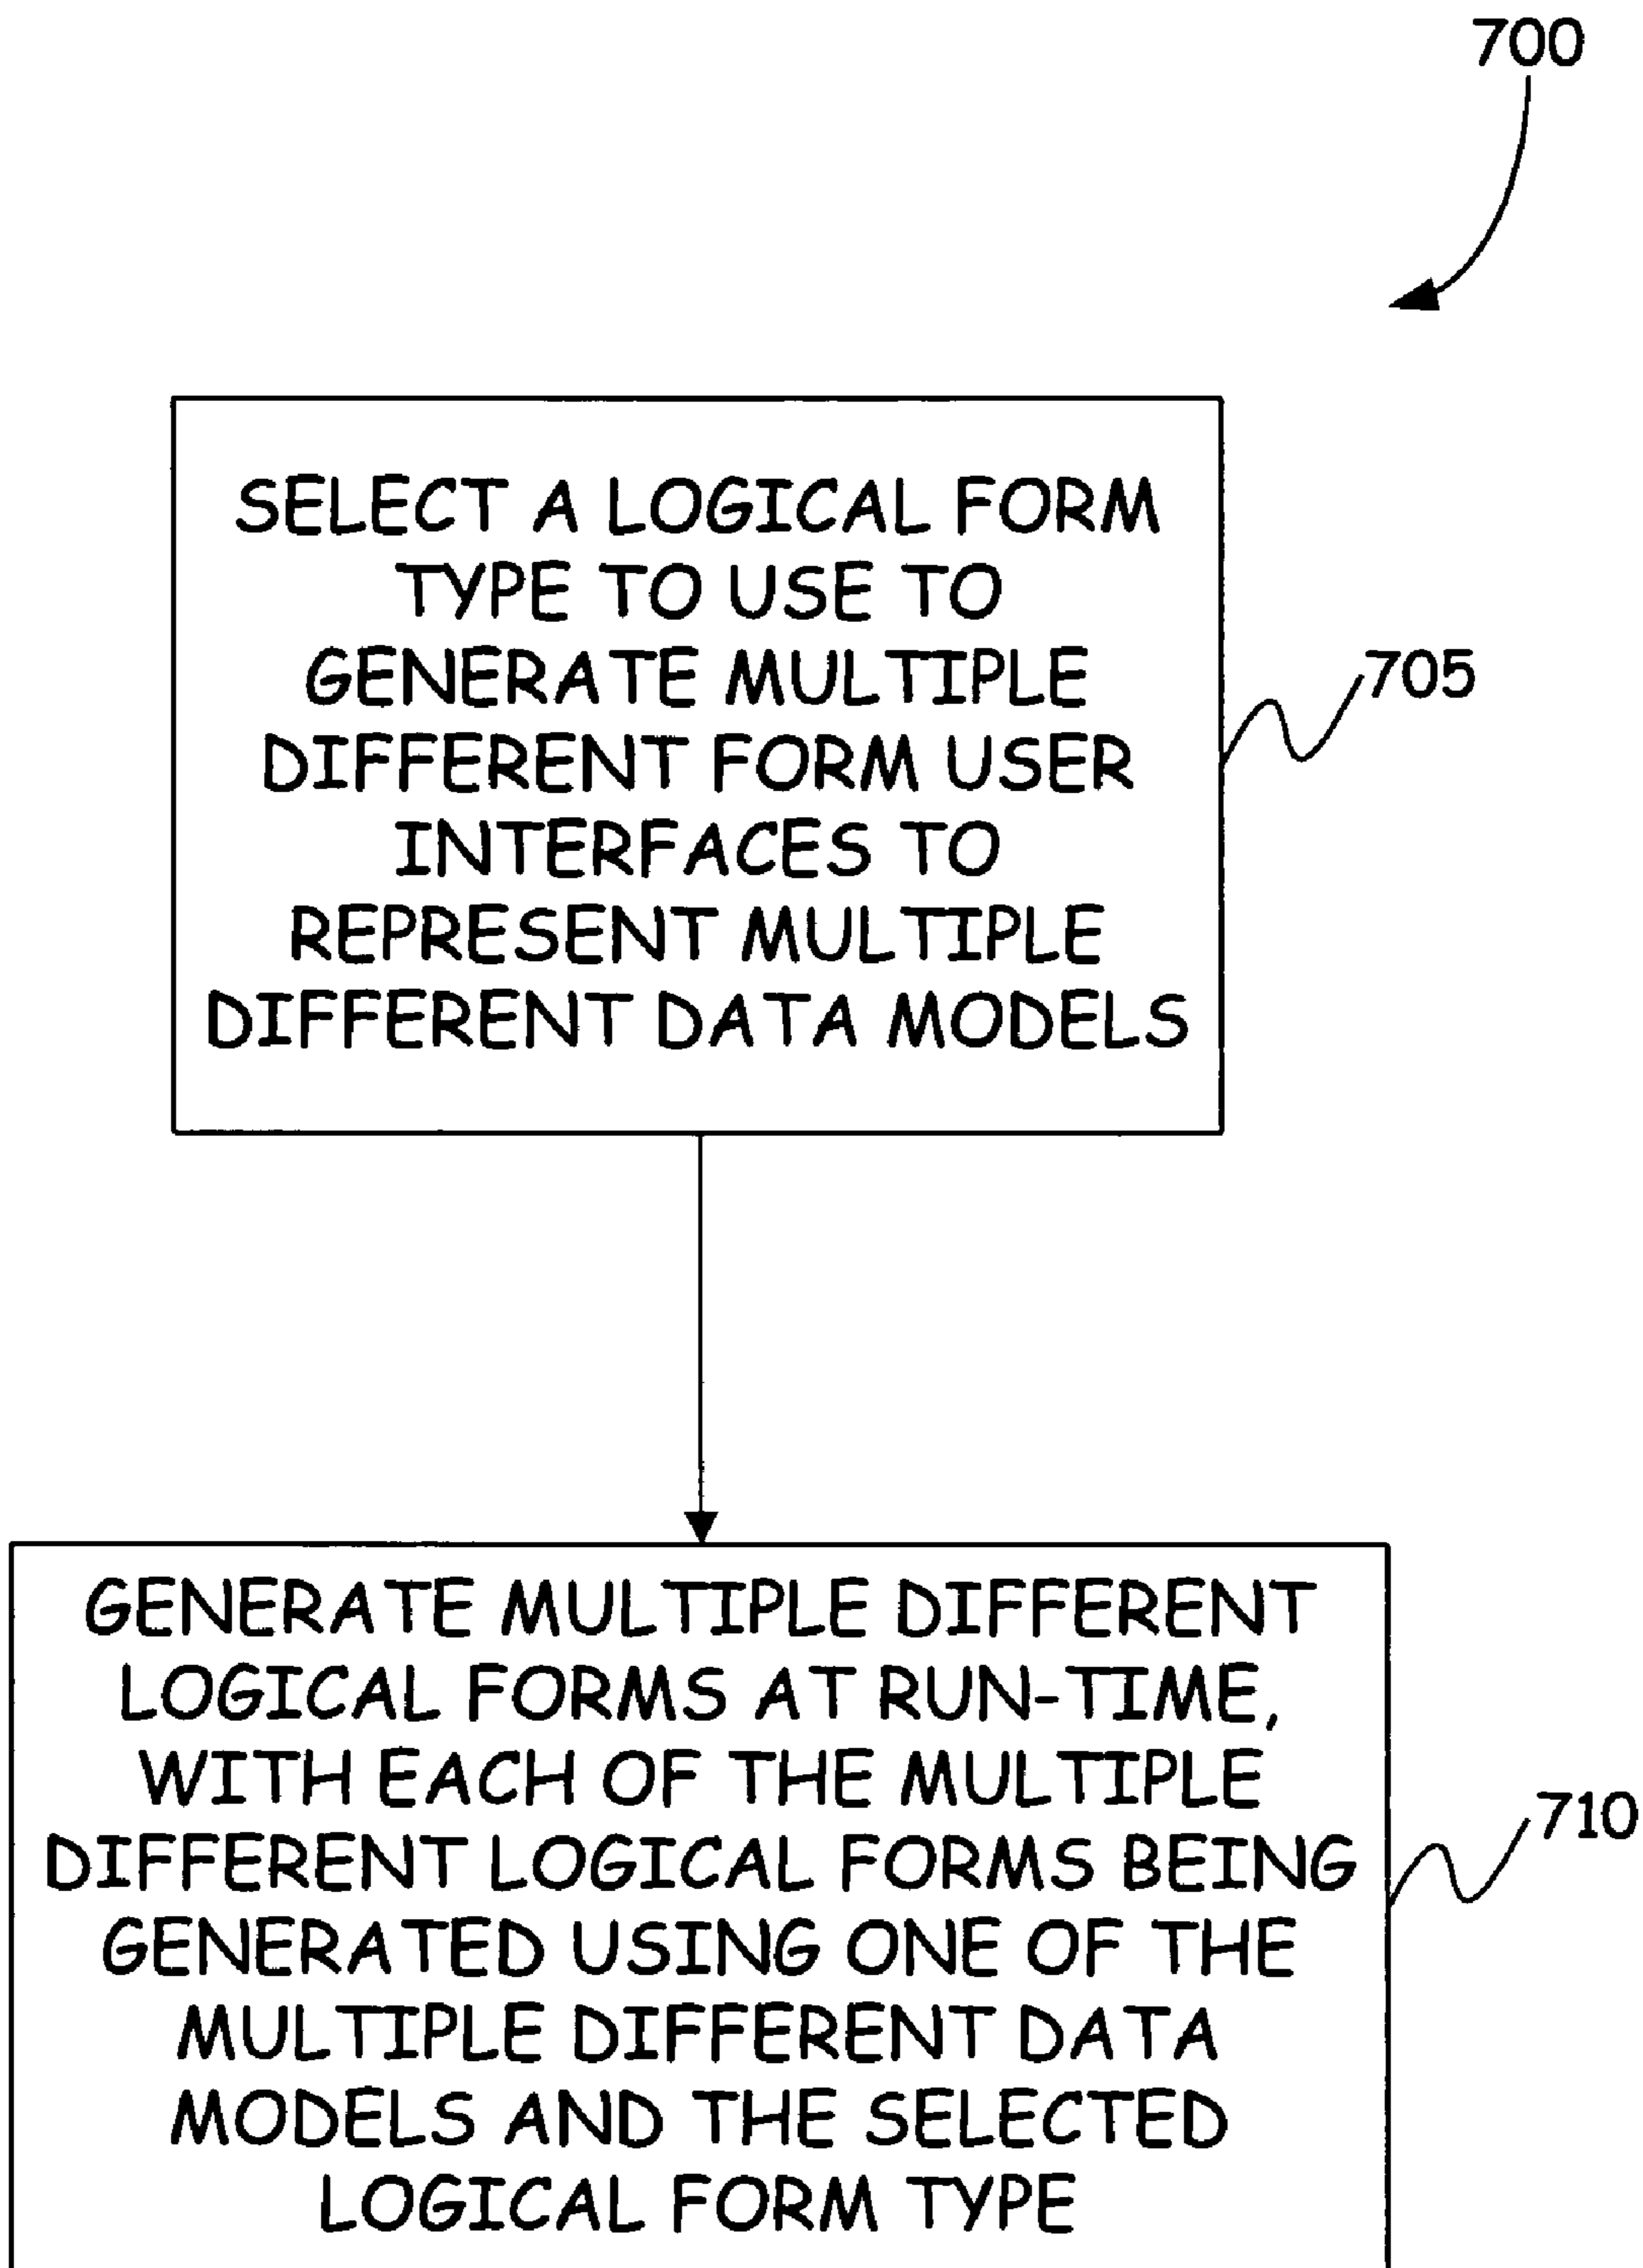 700
SELECT A LOGICAL FORM
TYPE TO USE TO
GENERATE MULTIPLE
DIFFERENT FORM USER
INTERFACES TO
REPRESENT MULTIPLE
DIFFERENT DATA MODELS
705
GENERATE MULTIPLE DIFFERENT
LOGICAL FORMS AT RUN-TIME,
WITH EACH OF THE MULTIPLE
DIFFERENT LOGICAL FORMS BEING
GENERATED USING ONE OF THE
MULTIPLE DIFFERENT DATA
MODELS AND THE SELECTED
LOGICAL FORM TYPE
710